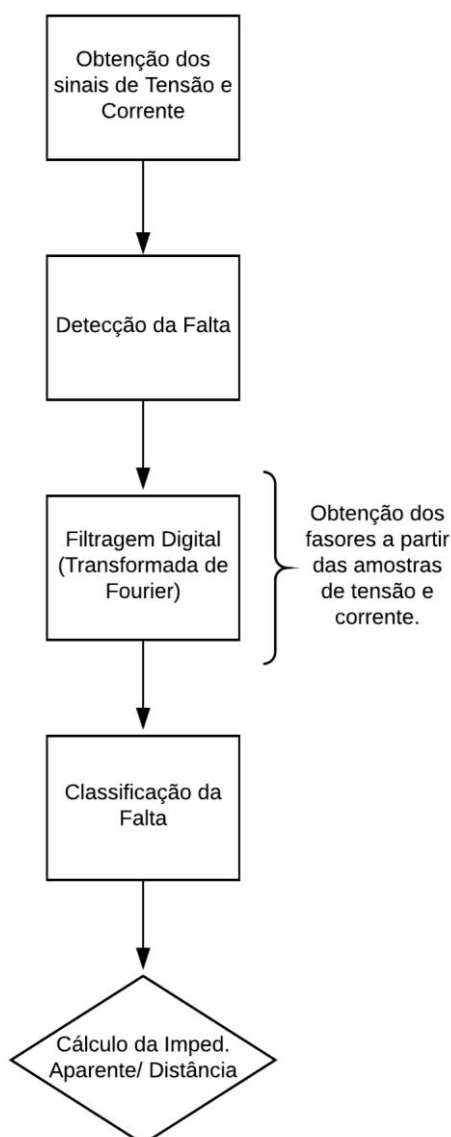 Obtenção dos
sinais de Tensão e
Corrente
Detecção da Falta
Filtragem Digital
(Transformada de
Fourier)
Obtenção dos
fasores a partir
das amostras
de tensão e
corrente.
Classificação da
Falta
Cálculo da Imped.
Aparente/ Distância